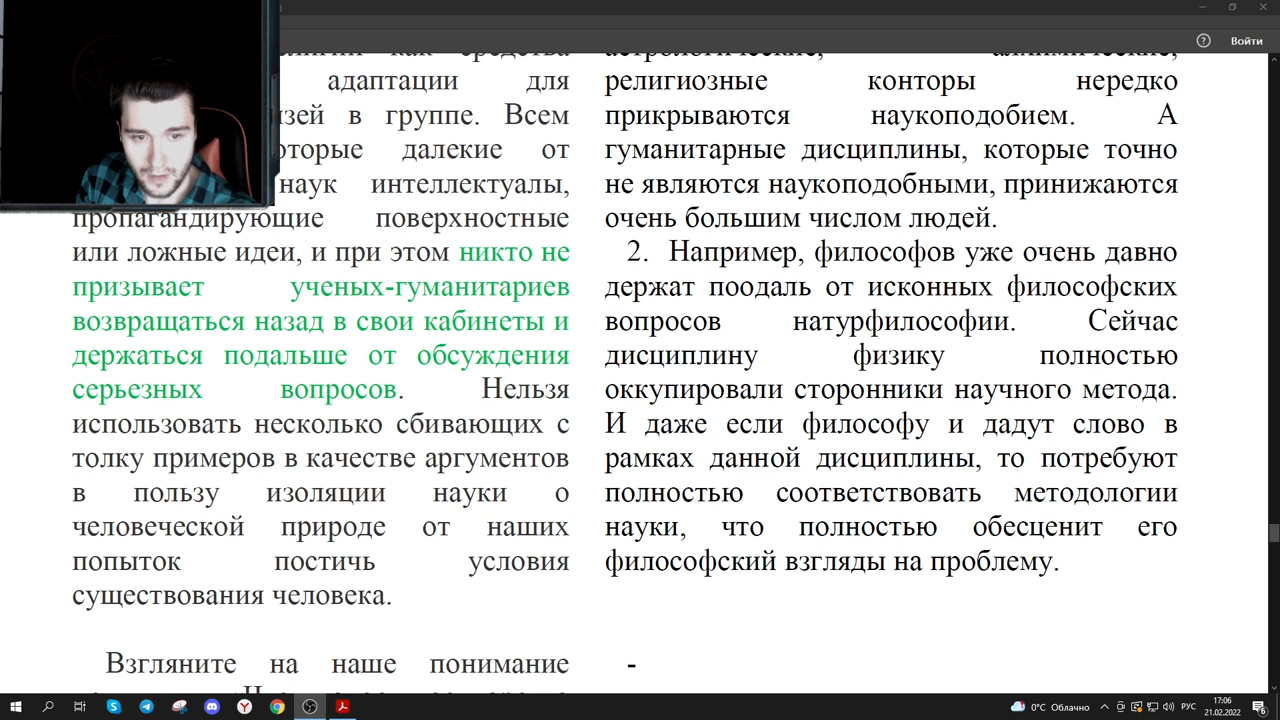 )
Войти
адаптации для
в группе. Всем
которые далекие от
наук интеллектуалы,
пропагандирующие поверхностные
или ложные идеи, и при этом никто не
призывает ученых-гуманитариев
возвращаться назад в свои кабинеты и
держаться подальше от обсуждения
серьезных вопросов. Нельзя
использовать несколько сбивающих с
толку примеров в качестве аргументов
в пользу изоляции науки о
человеческой природе от наших
попыток постичь условия
существования человека.
Взгляните на наше понимание
астрологические, алхимические,
религиозные конторы нередко
прикрываются наукоподобием. А
гуманитарные дисциплины, которые точно
не являются наукоподобными, принижаются
очень большим числом людей.
2. Например, философов уже очень давно
держат поодаль от исконных философских
вопросов натурфилософии. Сейчас
дисциплину физику полностью
оккупировали сторонники научного метода.
И даже если философу и дадут слово в
рамках данной дисциплины, то потребуют
полностью соответствовать методологии
науки, что полностью обесценит его
философский взгляды на проблему.
-
0°C Облачно
РУС
17:06
21.02.2022
6